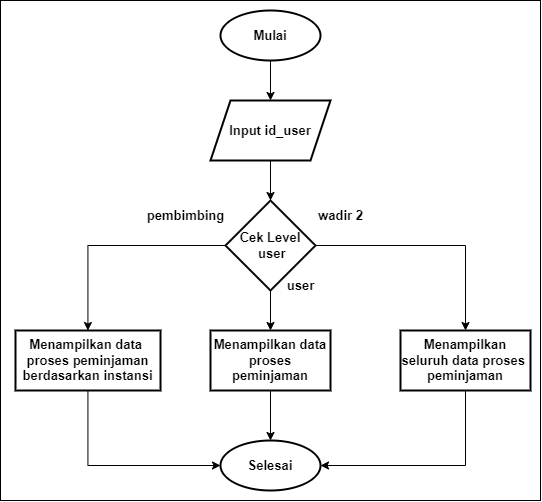 Mulai
Input id_user
pembimbing
wadir 2
Cek Level
user
user
Menampilkan data
proses peminjaman
berdasarkan instansi
Menampilkan data
proses
peminjaman
Menampilkan
seluruh data proses
peminjaman
Selesai